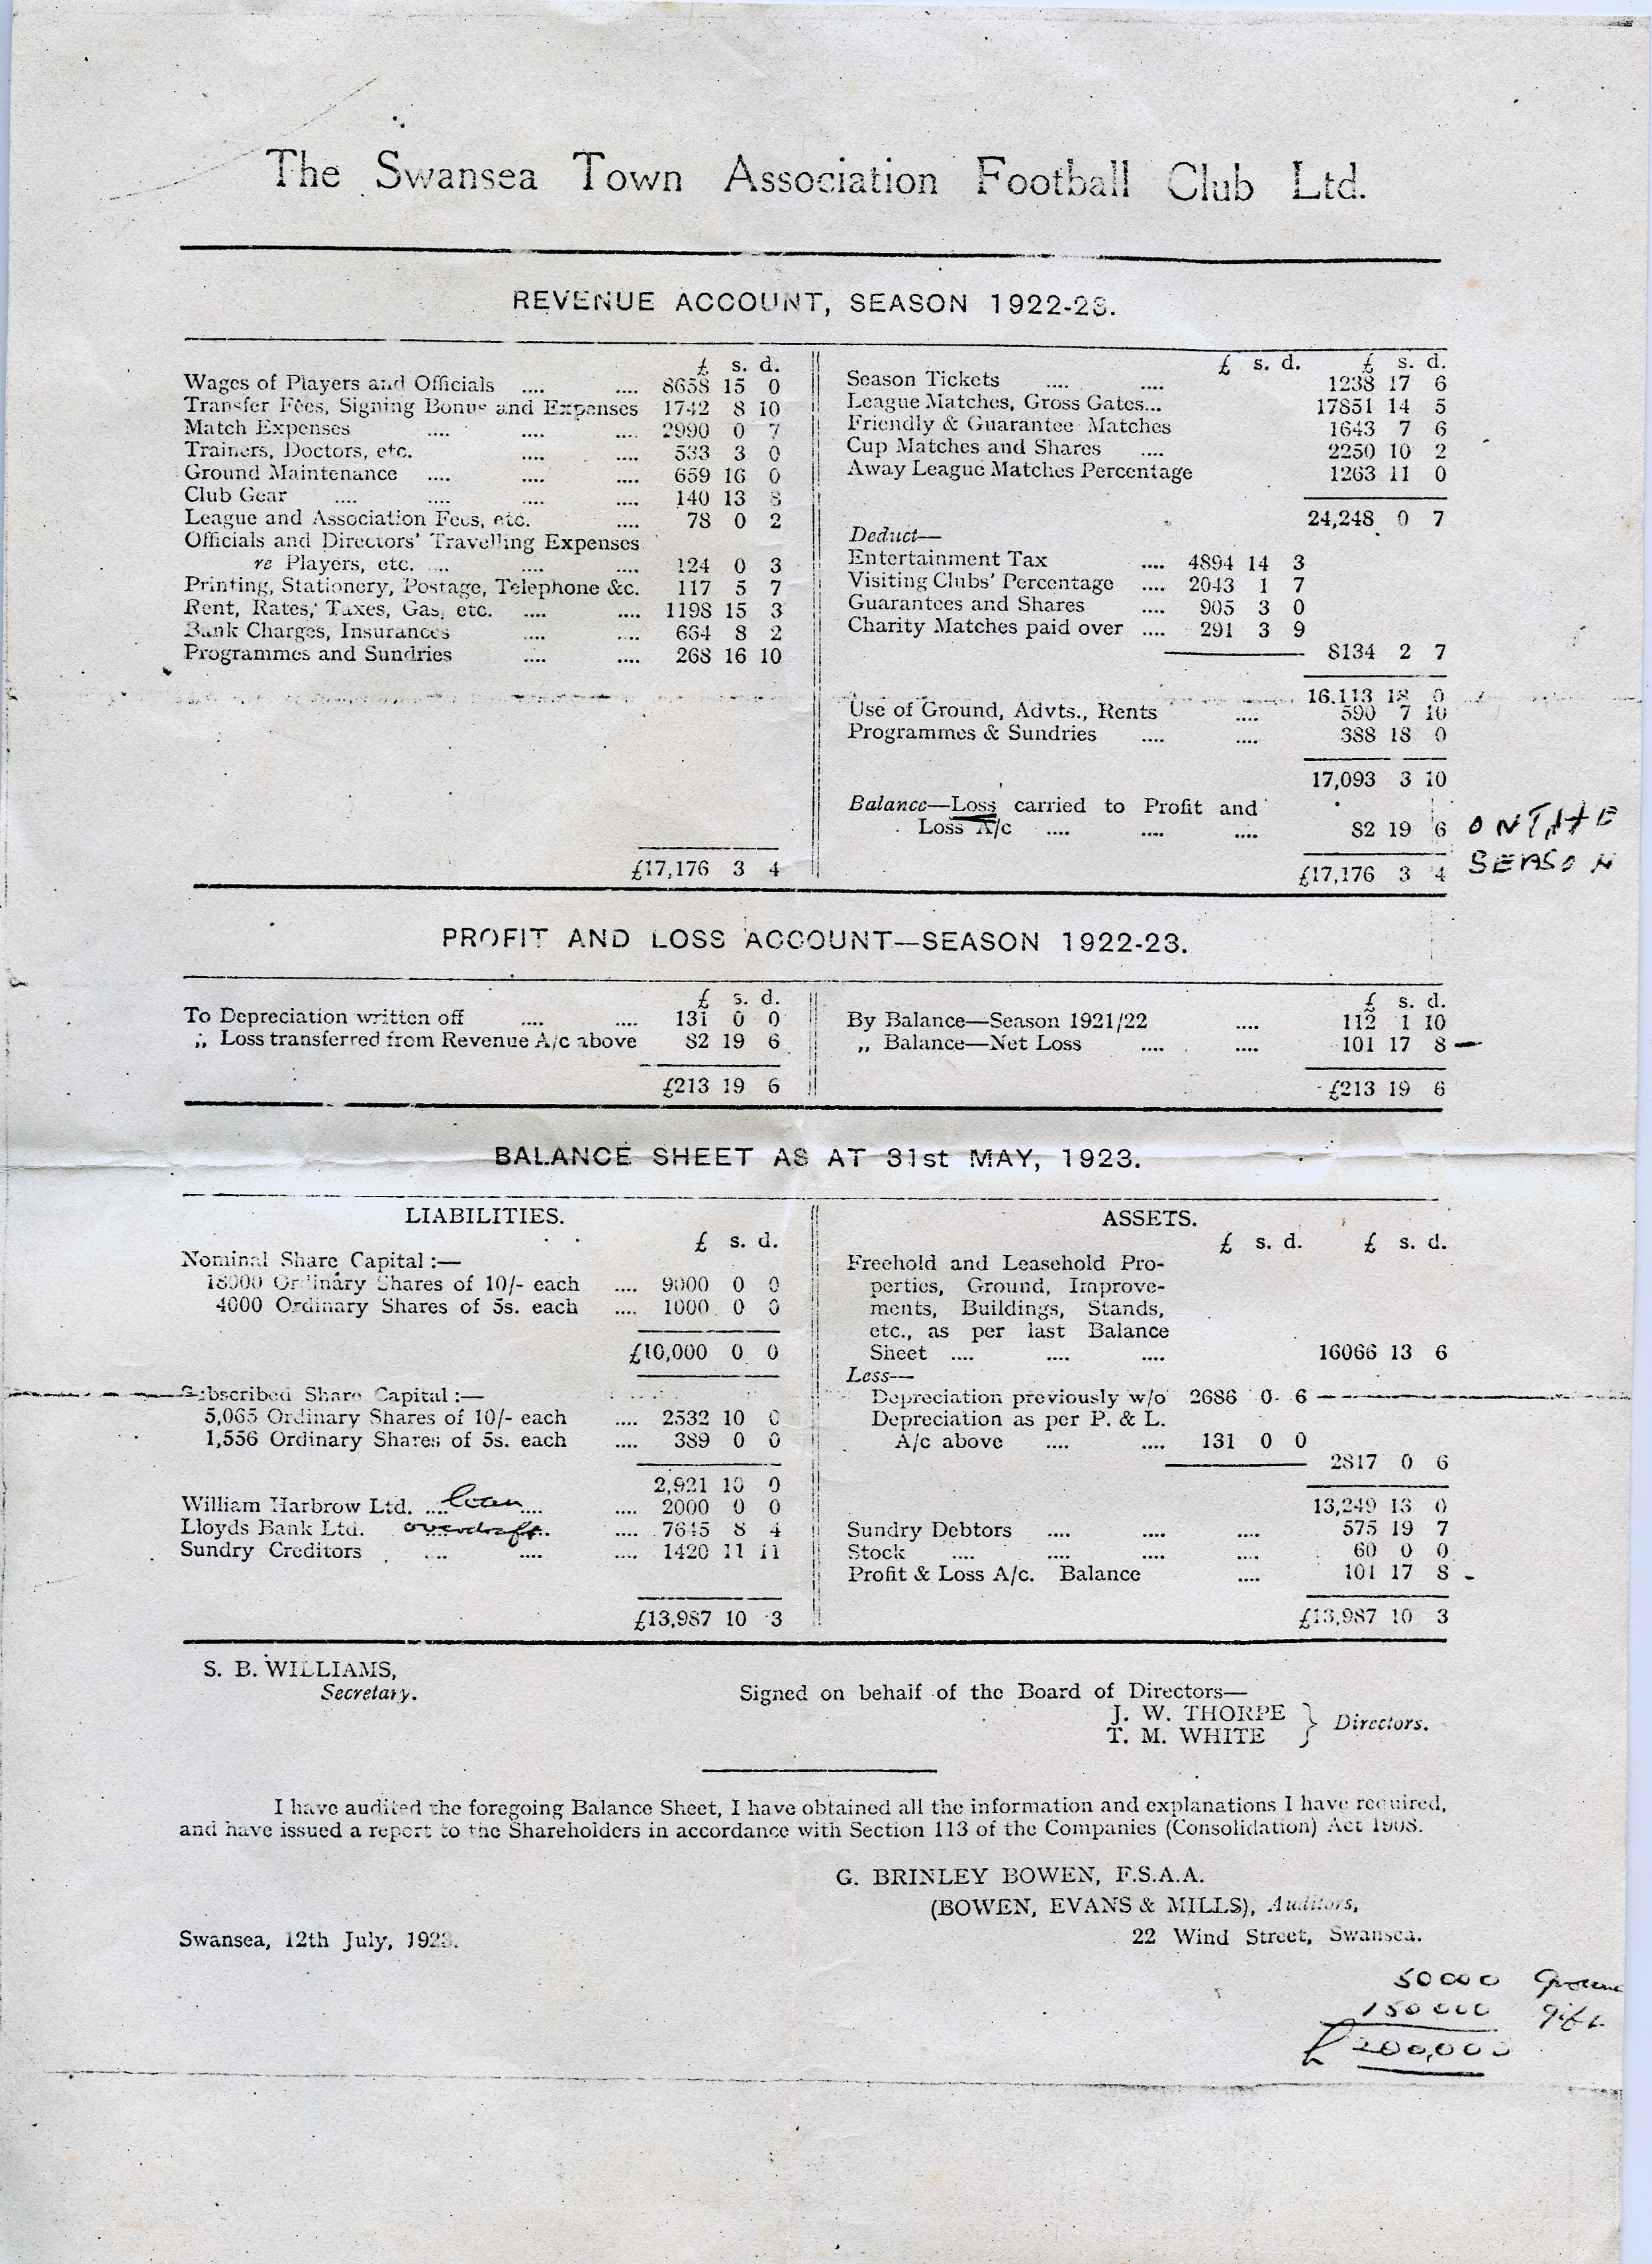 The Swansea Town Association Football Club Ltd.
REVENUE ACCOUNT, SEASON 1922-23.
£ s. d.
Wages of Players and Officials .... .... 8658 15 0
Transfer Fees, Signing Bonus and Expenses 1742 8 10
Match Expenses .... .... .... 2990 0 7
Trainers, Doctors, etc. .... .... 533 3 0
Ground Maintenance .... .... .... 659 16 0
Club Gear .... .... .... .... 140 13 8
League and Association Fees, etc. .... 78 0 2
Officials and Directors' Travelling Expenses
re Players, etc. .... .... .... 124 0 3
Printing, Stationery, Postage, Telephone &c. 117 5 7
Rent, Rates, Taxes, Gas, etc. .... .... 1198 15 3
Bank Charges, Insurances .... .... 664 8 2
Programmes and Sundries .... .... 268 16 10
£17,176 3 4
£ s. d. £ s. d.
Season Tickets .... .... 1238 17 6
League Matches, Gross Gates... 17851 14 5
Friendly & Guarantee Matches 1643 7 6
Cup Matches and Shares .... 2250 10 2
Away League Matches Percentage 1263 11 0
24,248 0 7
Deduct—
Entertainment Tax .... 4894 14 3
Visiting Clubs' Percentage .... 2043 1 7
Guarantees and Shares .... 905 3 0
Charity Matches paid over .... 291 3 9
8134 2 7
16,113 18 0
Use of Ground, Advts., Rents .... 590 7 10
Programmes & Sundries .... .... 388 18 0
17,093 3 10
Balance—Loss carried to Profit and
Loss A/c .... .... .... 82 19 6 ON THE
SEASON
£17,176 3 4
PROFIT AND LOSS ACCOUNT—SEASON 1922-23.
£ s. d.
To Depreciation written off .... .... 131 0 0
„ Loss transferred from Revenue A/c above 82 19 6
£213 19 6
£ s. d.
By Balance—Season 1921/22 .... 112 1 10
„ Balance—Net Loss .... .... 101 17 8 —
£213 19 6
BALANCE SHEET AS AT 31st MAY, 1923.
LIABILITIES.
£ s. d.
Nominal Share Capital :—
18000 Ordinary Shares of 10/- each .... 9000 0 0
4000 Ordinary Shares of 5s. each .... 1000 0 0
£10,000 0 0
Subscribed Share Capital :—
5,065 Ordinary Shares of 10/- each .... 2532 10 0
1,556 Ordinary Shares of 5s. each .... 389 0 0
2,921 10 0
William Harbrow Ltd. .... loan .... .... 2000 0 0
Lloyds Bank Ltd. overdraft .... 7645 8 4
Sundry Creditors .... .... .... 1420 11 11
£13,987 10 3
ASSETS.
£ s. d. £ s. d.
Freehold and Leasehold Pro-
perties, Ground, Improve-
ments, Buildings, Stands,
etc., as per last Balance
Sheet .... .... .... 16066 13 6
Less—
Depreciation previously w/o 2686 0 6
Depreciation as per P. & L.
A/c above .... .... 131 0 0
2817 0 6
13,249 13 0
Sundry Debtors .... .... .... 575 19 7
Stock .... .... .... .... 60 0 0
Profit & Loss A/c. Balance .... 101 17 8 -
£13,987 10 3
S. B. WILLIAMS,
Secretary.
Signed on behalf of the Board of Directors—
J. W. THORPE
T. M. WHITE } Directors.
I have audited the foregoing Balance Sheet, I have obtained all the information and explanations I have required,
and have issued a report to the Shareholders in accordance with Section 113 of the Companies (Consolidation) Act 1908.
G. BRINLEY BOWEN, F.S.A.A.
(BOWEN, EVANS & MILLS), Auditors,
22 Wind Street, Swansea.
Swansea, 12th July, 1923.
50000 Ground
150000 gift
£200,000